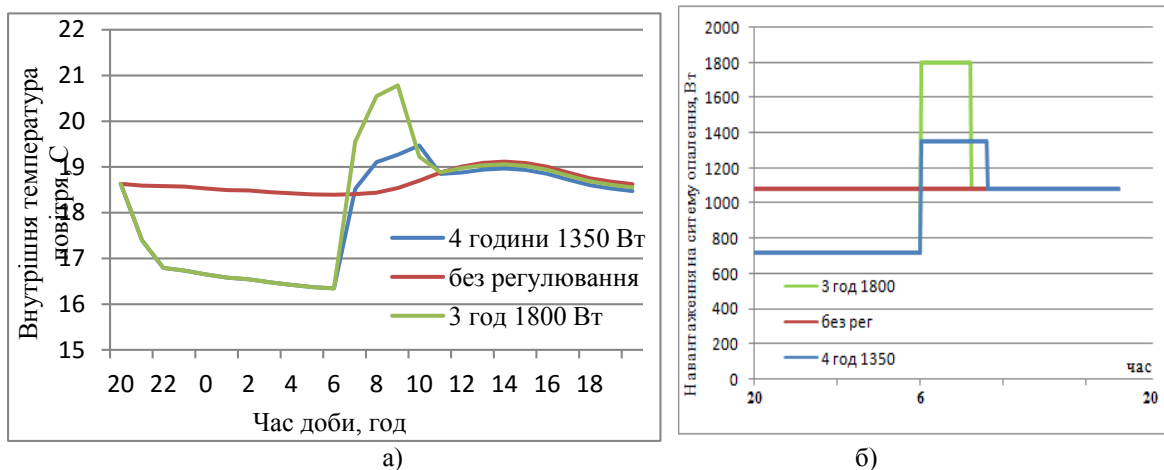 22
21
20
19
18
17
16
15
Внутрішня температура
повітря, С
4 години 1350 Вт
без регулювання
3 год 1800 Вт
20 22 0 2 4 6 8 10 12 14 16 18
Час доби, год
а)
2000
1800
1600
1400
1200
1000
800
600
400
200
0
Навантаження на ситему опалення, Вт
3 год 1800
без рег
4 год 1350
час
20 6 20
б)